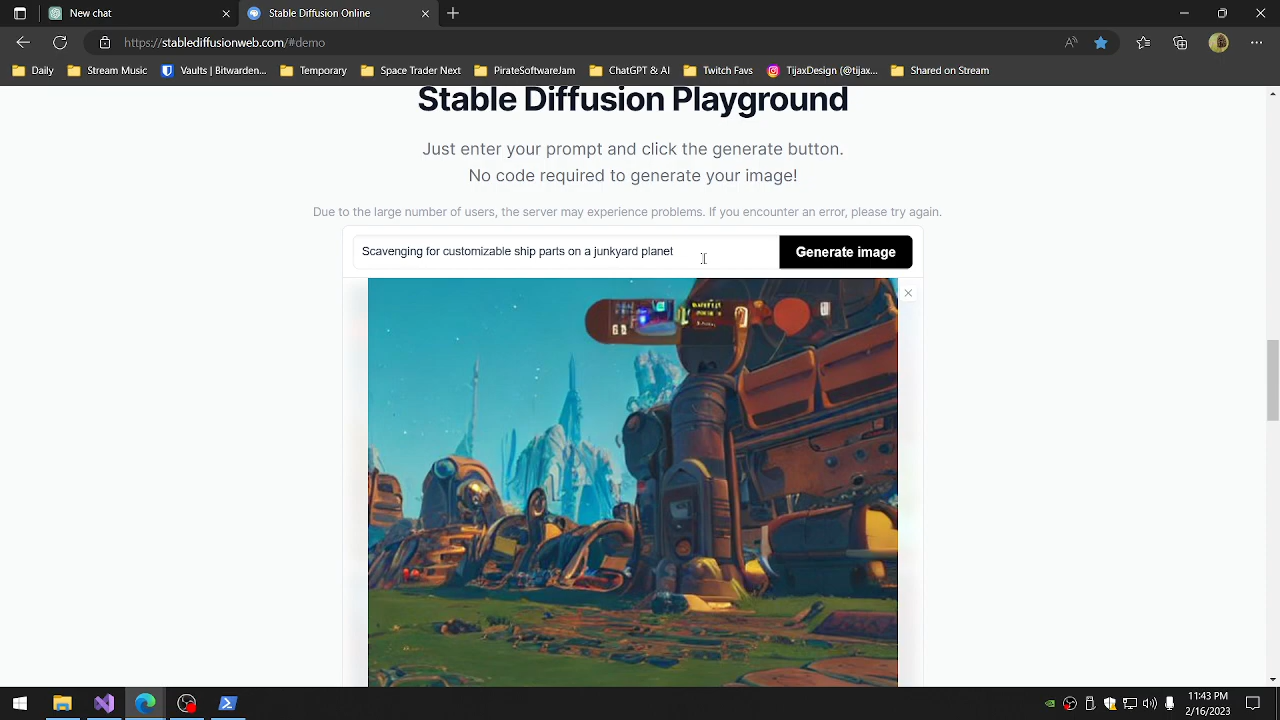 New chat
https://stablediffusionweb.com/#demo
Daily
Stream Music
Vaults | Bitwarden...
Temporary
Space Trader Next
PirateSoftwareJam
ChatGPT & AI
Twitch Favs
TijaxDesign (@tijax...
Shared on Stream
Stable Diffusion Playground
Just enter your prompt and click the generate button.
No code required to generate your image!
Due to the large number of users, the server may experience problems. If you encounter an error, please try again.
Scavenging for customizable ship parts on a junkyard planet
Generate image
11:43 PM
2/16/2023